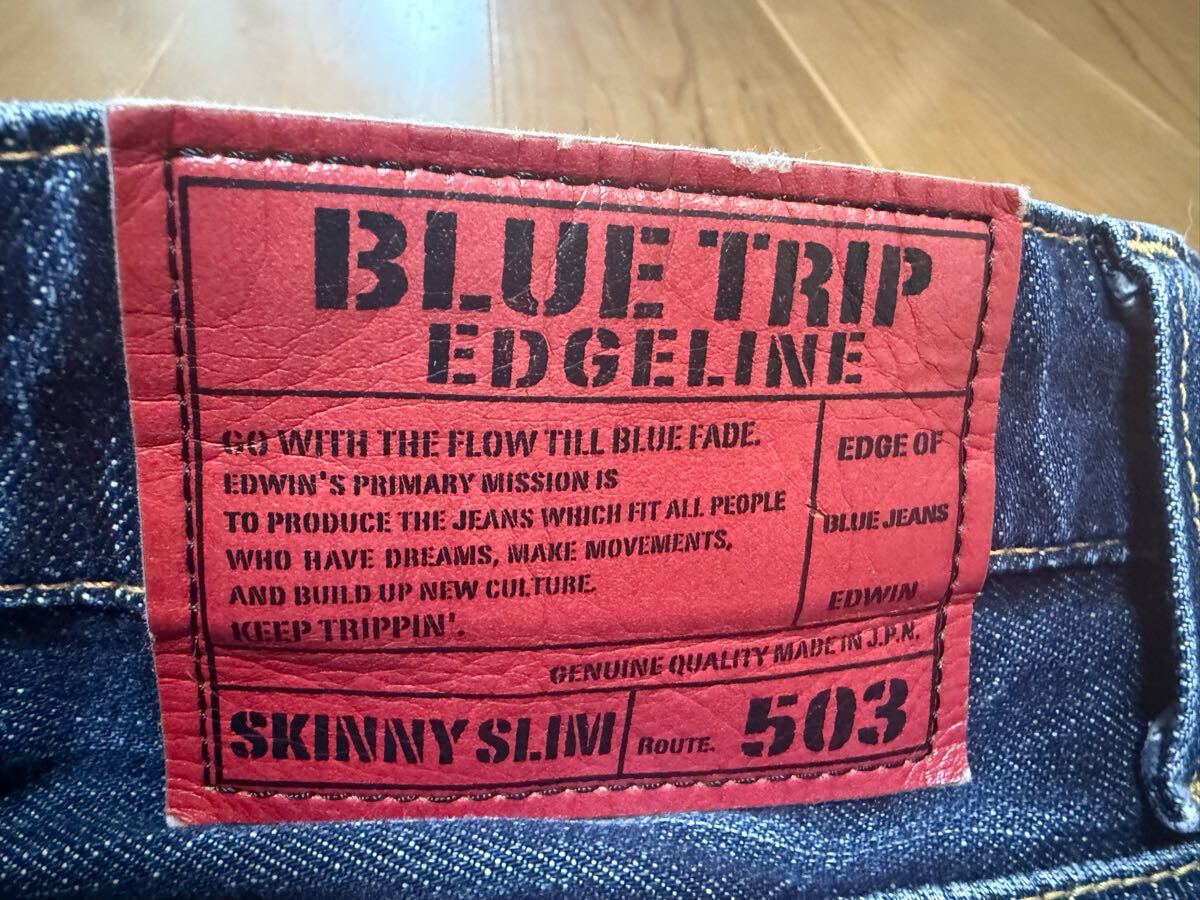 BLUE TRIP
EDGELINE
GO WITH THE FLOW TILL BLUE FADE.
EDWIN'S PRIMARY MISSION IS
TO PRODUCE THE JEANS WHICH FIT ALL PEOPLE
WHO HAVE DREAMS, MAKE MOVEMENTS,
AND BUILD UP NEW CULTURE.
KEEP TRIPPIN'.
EDGE OF
BLUE JEANS
EDWIN
GENUINE QUALITY MADE IN J.P.N.
SKINNY SLIM
ROUTE. 503